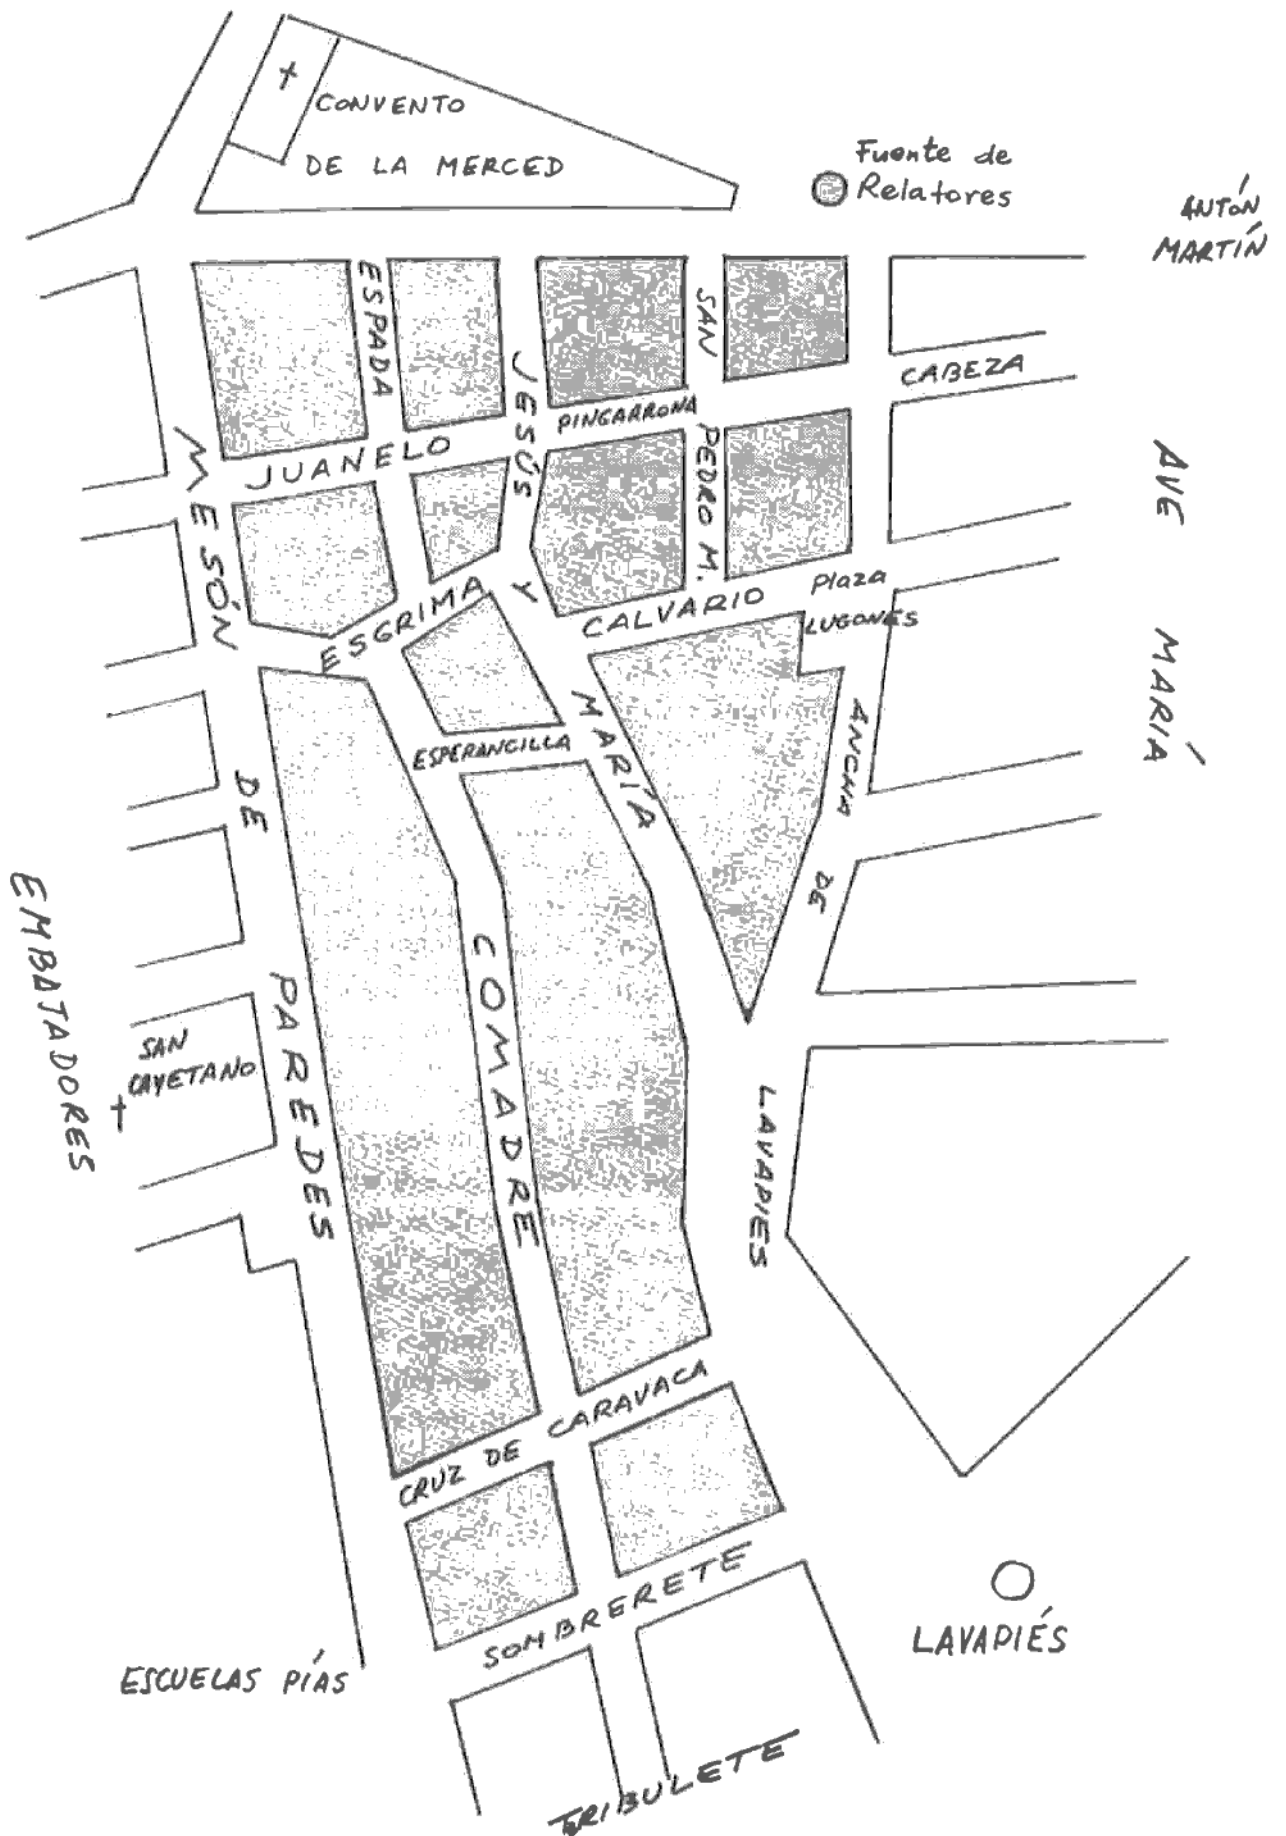 CONVENTO
DE LA MERCED
Fuente de
Relatores
ANTÓN
MARTÍN
ESPADA
SAN
PEDRO M.
JESÚS
Y
MARÍA
CABEZA
PINGARRONA
JUANELO
MESÓN
DE
PAREDES
AVE
MARÍA
ESGRIMA
CALVARIO
Plaza
LUGONES
ESPERANCILLA
ANCHA
DE
LAVAPIES
EMBAJADORES
COMADRE
SAN
CAYETANO
CRUZ DE CARAVACA
SOMBRERETE
LAVAPIÉS
ESCUELAS PÍAS
TRIBULETE